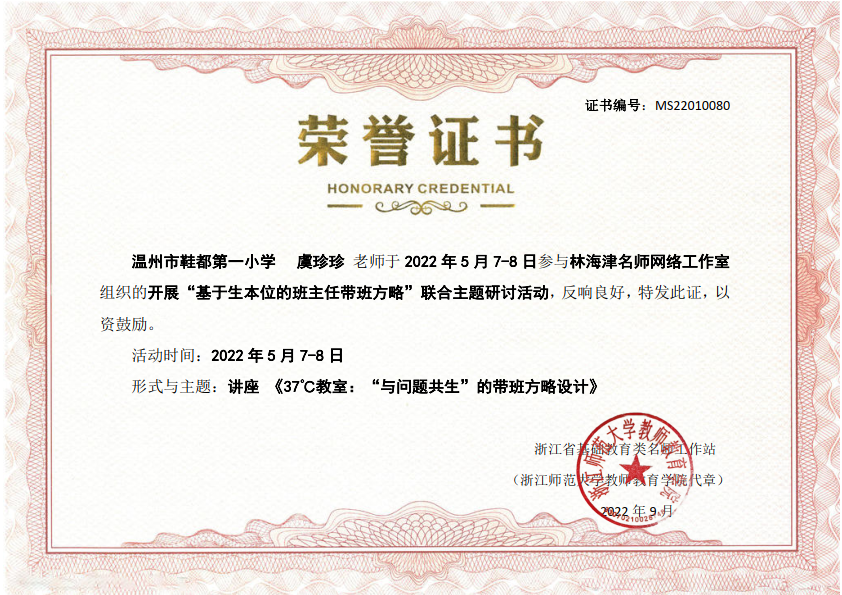 证书编号：MS22010080
荣誉证书
HONORARY CREDENTIAL
温州市鞋都第一小学 虞珍珍 老师于 2022 年 5 月 7-8 日参与林海津名师网络工作室
组织的开展“基于生本位的班主任带班方略”联合主题研讨活动，反响良好，特发此证，以
资鼓励。
活动时间：2022 年 5 月 7-8 日
形式与主题：讲座 《37℃教室：“与问题共生”的带班方略设计》
浙江省基础教育类名师工作站
（浙江师范大学教师教育学院代章）
2022 年 9 月
浙江师范大学教师教育学院